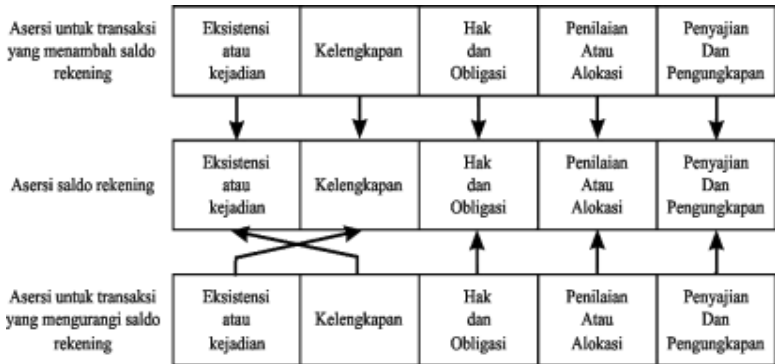 Asersi untuk transaksi
yang menambah saldo
rekening
Eksistensi
atau
kejadian
Kelengkapan
Hak
dan
Obligasi
Penilaian
Atau
Alokasi
Penyajian
Dan
Pengungkapan
Asersi saldo rekening
Eksistensi
atau
kejadian
Kelengkapan
Hak
dan
Obligasi
Penilaian
Atau
Alokasi
Penyajian
Dan
Pengungkapan
Asersi untuk transaksi
yang mengurangi saldo
rekening
Eksistensi
atau
kejadian
Kelengkapan
Hak
dan
Obligasi
Penilaian
Atau
Alokasi
Penyajian
Dan
Pengungkapan